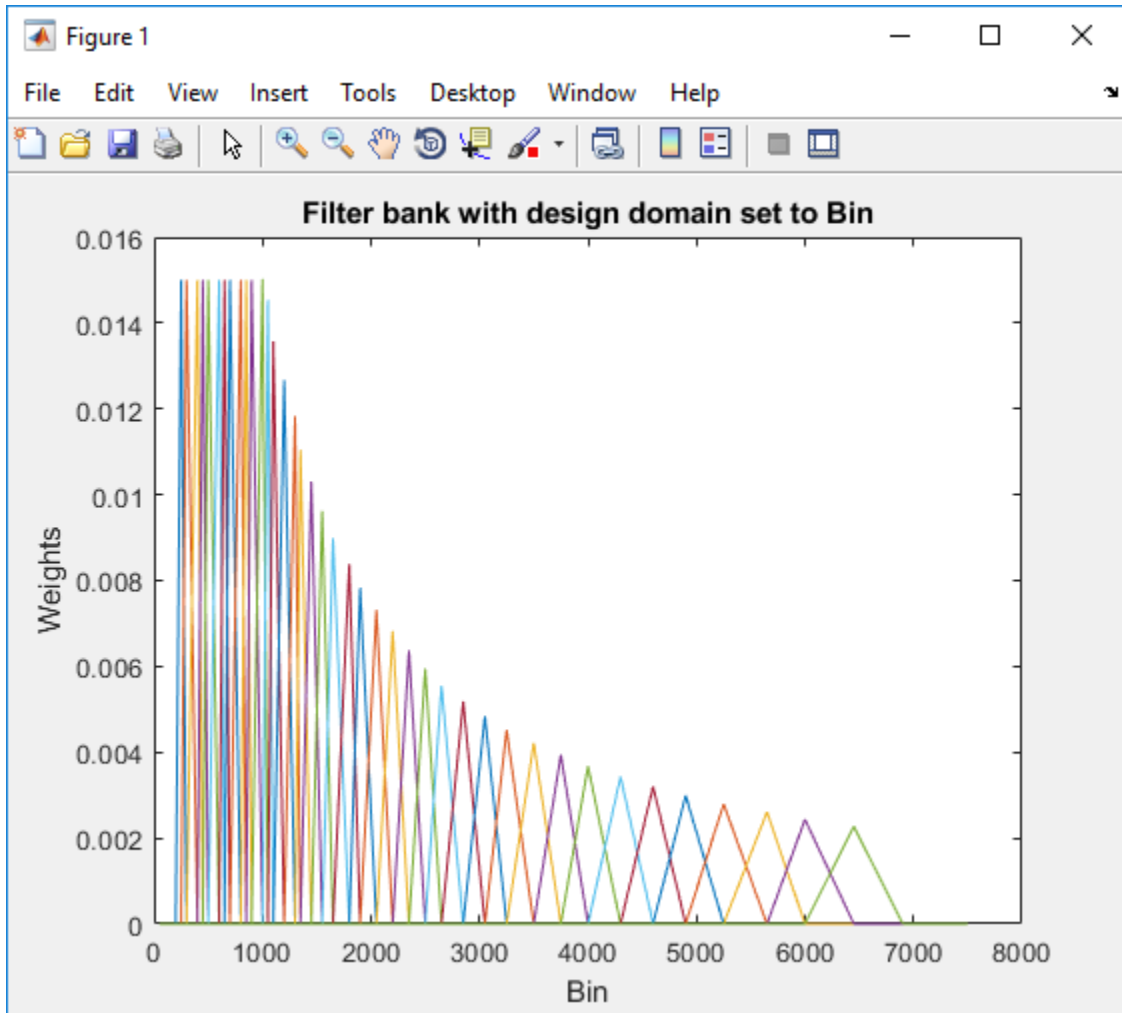 Figure 1
File Edit View Insert Tools Desktop Window Help
Filter bank with design domain set to Bin
0.016
0.014
0.012
0.01
0.008
0.006
0.004
0.002
0
Weights
0 1000 2000 3000 4000 5000 6000 7000 8000
Bin